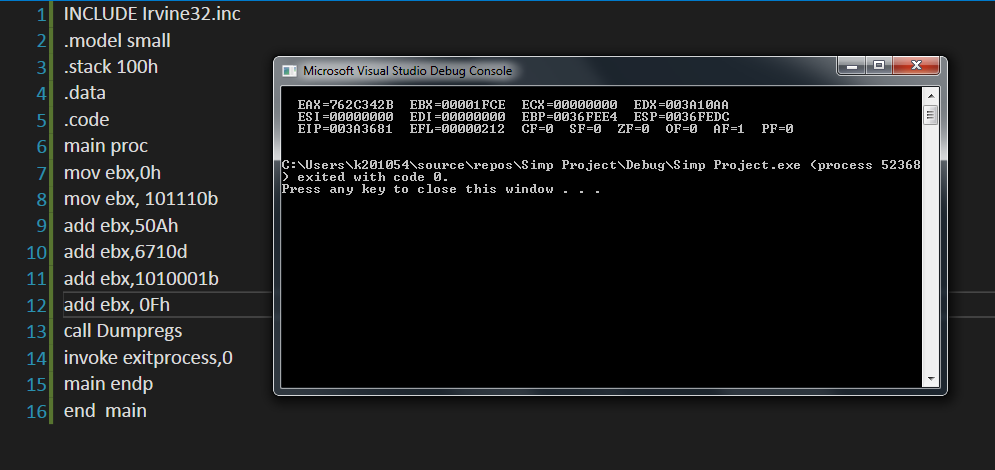 1 INCLUDE Irvine32.inc
2 .model small
3 .stack 100h
4 .data
5 .code
6 main proc
7 mov ebx,0h
8 mov ebx, 101110b
9 add ebx,50Ah
10 add ebx,6710d
11 add ebx,1010001b
12 add ebx, 0Fh
13 call Dumpregs
14 invoke exitprocess,0
15 main endp
16 end  main
Microsoft Visual Studio Debug Console
EAX=762C342B  EBX=00001FCE  ECX=00000000  EDX=003A10AA
ESI=00000000  EDI=00000000  EBP=0036FEE4  ESP=0036FEDC
EIP=003A3681  EFL=00000212  CF=0  SF=0  ZF=0  OF=0  AF=1  PF=0
C:\Users\k201054\source\repos\Simp Project\Debug\Simp Project.exe (process 52368
) exited with code 0.
Press any key to close this window . . .